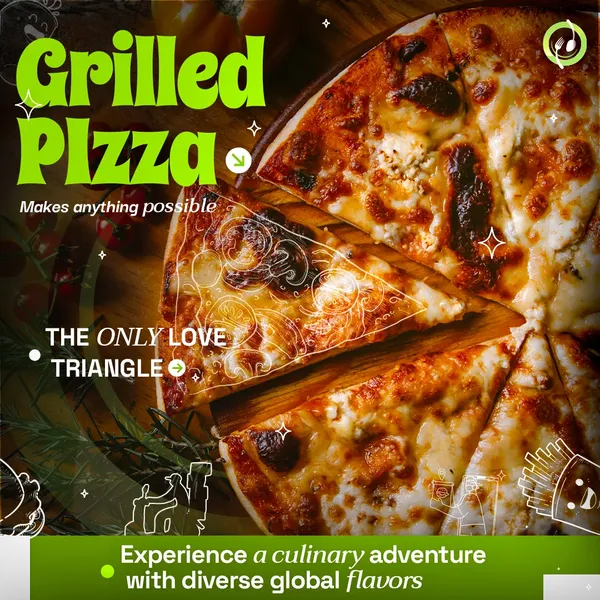 Grilled
PIzza
Makes anything possible
THE ONLY LOVE
TRIANGLE
Experience a culinary adventure
with diverse global flavors